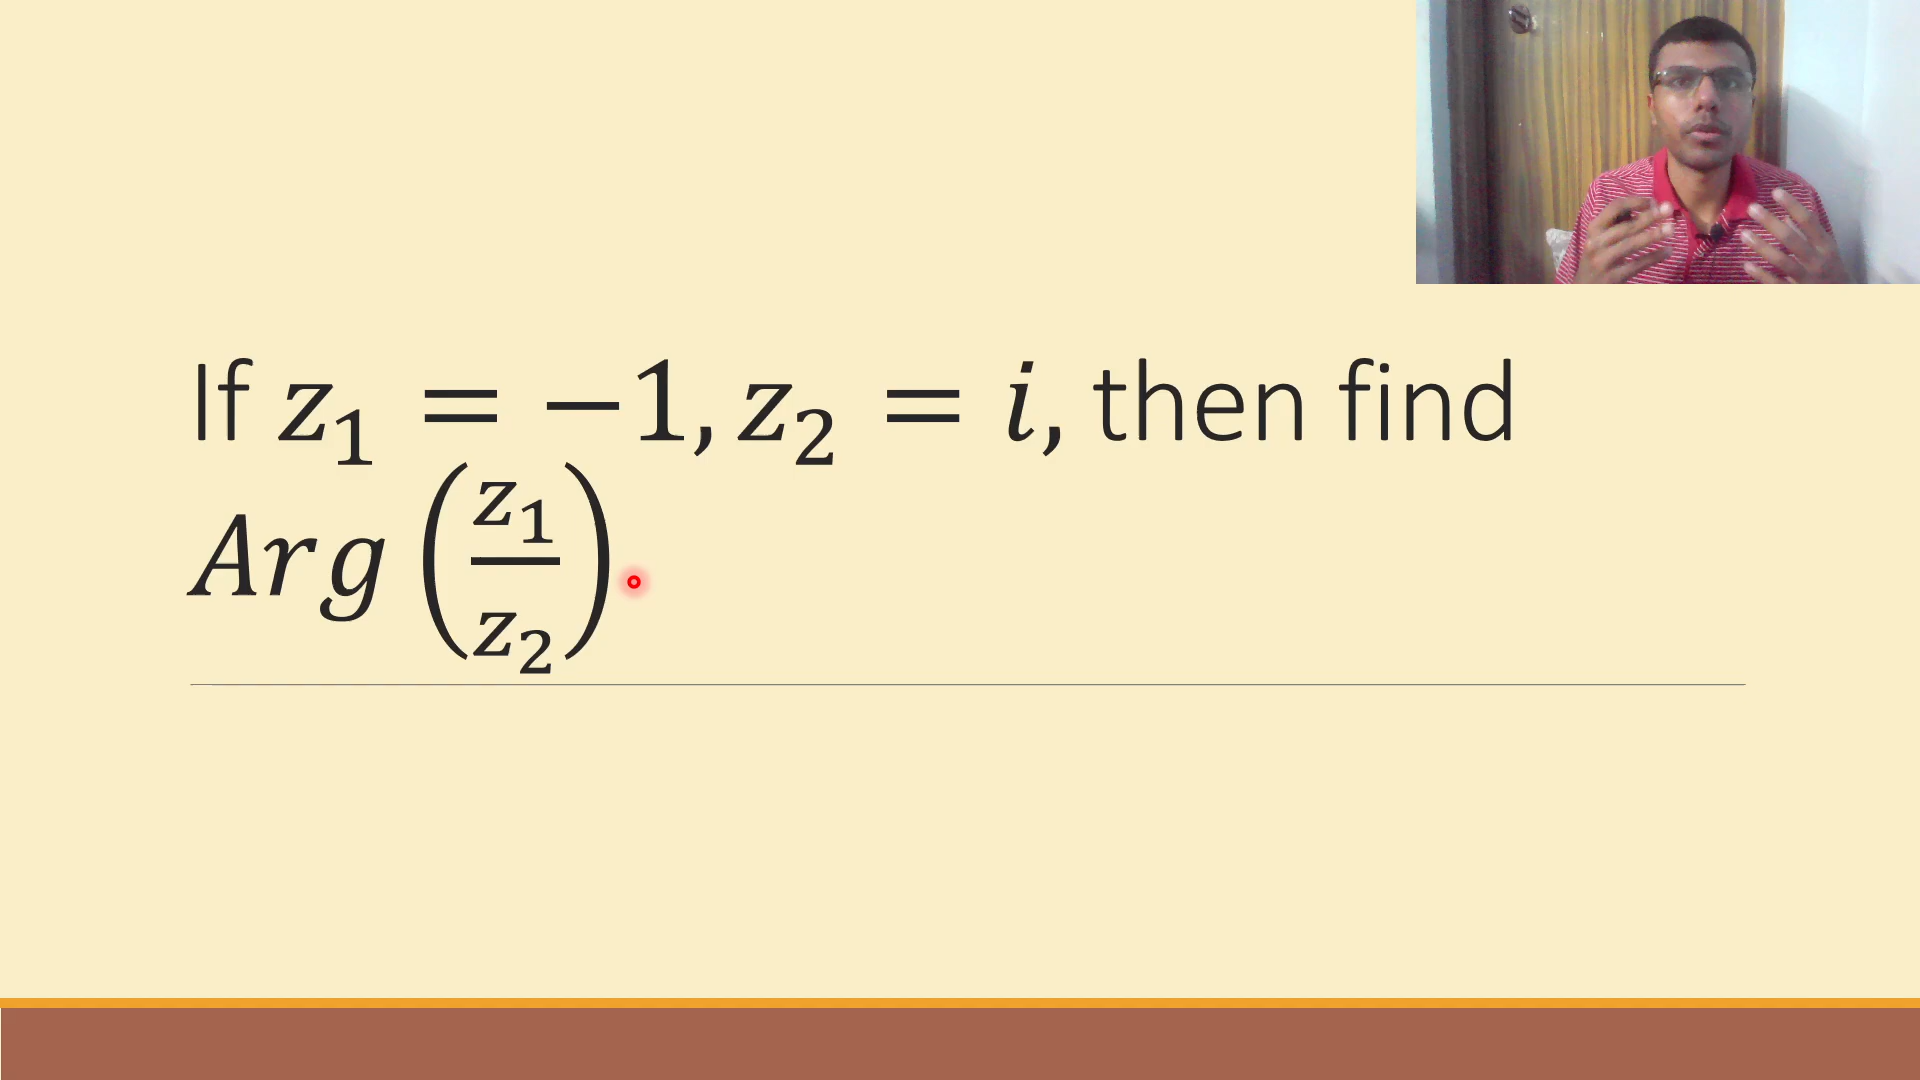 If z₁ = −1, z₂ = i, then find
Arg (z₁/z₂)